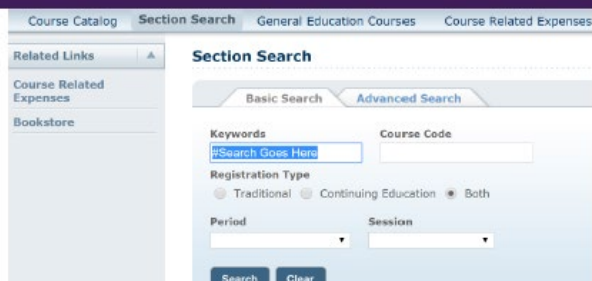 Course Catalog Section Search General Education Courses Course Related Expenses
Related Links
Course Related
Expenses
Bookstore
Section Search
Basic Search Advanced Search
Keywords Course Code
#Search Goes Here
Registration Type
Traditional Continuing Education Both
Period Session
Search Clear